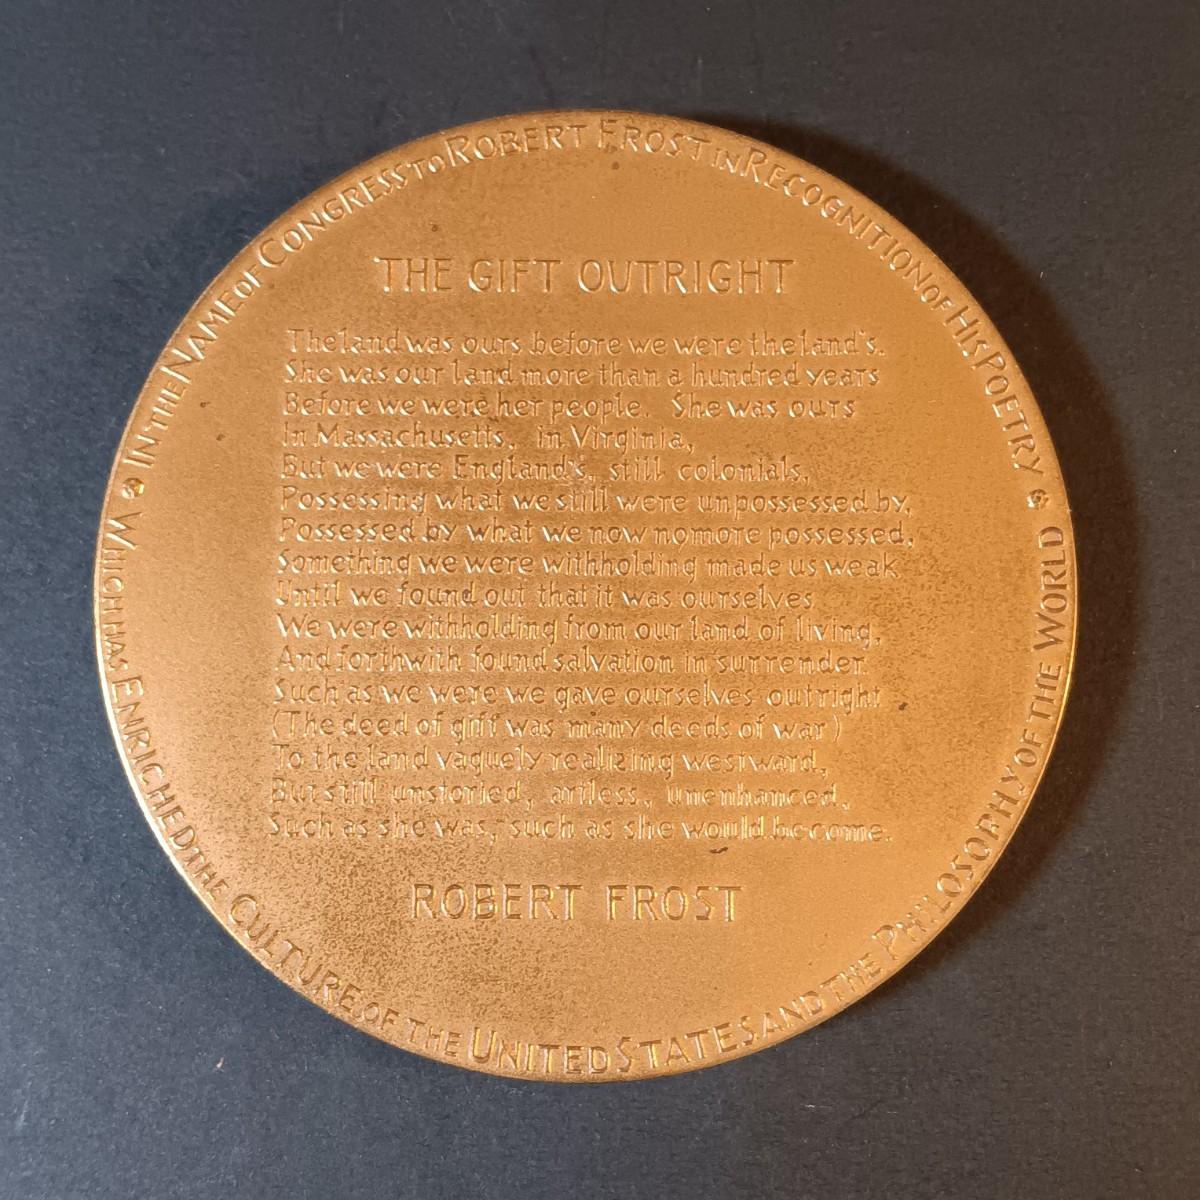 IN THE NAME OF CONGRESS TO ROBERT FROST IN RECOGNITION OF HIS POETRY
THE GIFT OUTRIGHT
The land was ours before we were the land's.
She was our land more than a hundred years
Before we were her people. She was ours
In Massachusetts, in Virginia,
But we were England's, still colonials,
Possessing what we still were unpossessed by,
Possessed by what we now no more possessed.
Something we were withholding made us weak
Until we found out that it was ourselves
We were withholding from our land of living,
And forthwith found salvation in surrender.
Such as we were we gave ourselves outright
(The deed of gift was many deeds of war)
To the land vaguely realizing westward,
But still unstoried, artless, unenhanced,
Such as she was, such as she would become.
ROBERT FROST
WHICH HAS ENRICHED THE CULTURE OF THE UNITED STATES AND THE PHILOSOPHY OF THE WORLD